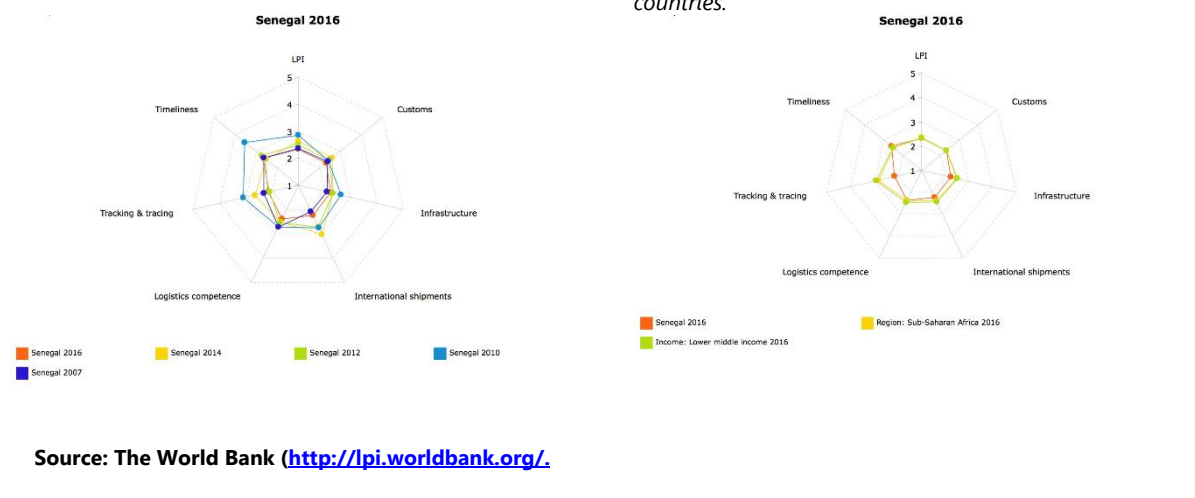 countries.
Senegal 2016
LPI
5
4
3
2
1
Timeliness
Customs
Tracking & tracing
Infrastructure
Logistics competence
International shipments
Senegal 2016
Senegal 2014
Senegal 2012
Senegal 2010
Senegal 2007
Senegal 2016
LPI
5
4
3
2
1
Timeliness
Customs
Tracking & tracing
Infrastructure
Logistics competence
International shipments
Senegal 2016
Region: Sub-Saharan Africa 2016
Income: Lower middle income 2016
Source: The World Bank (http://lpi.worldbank.org/.